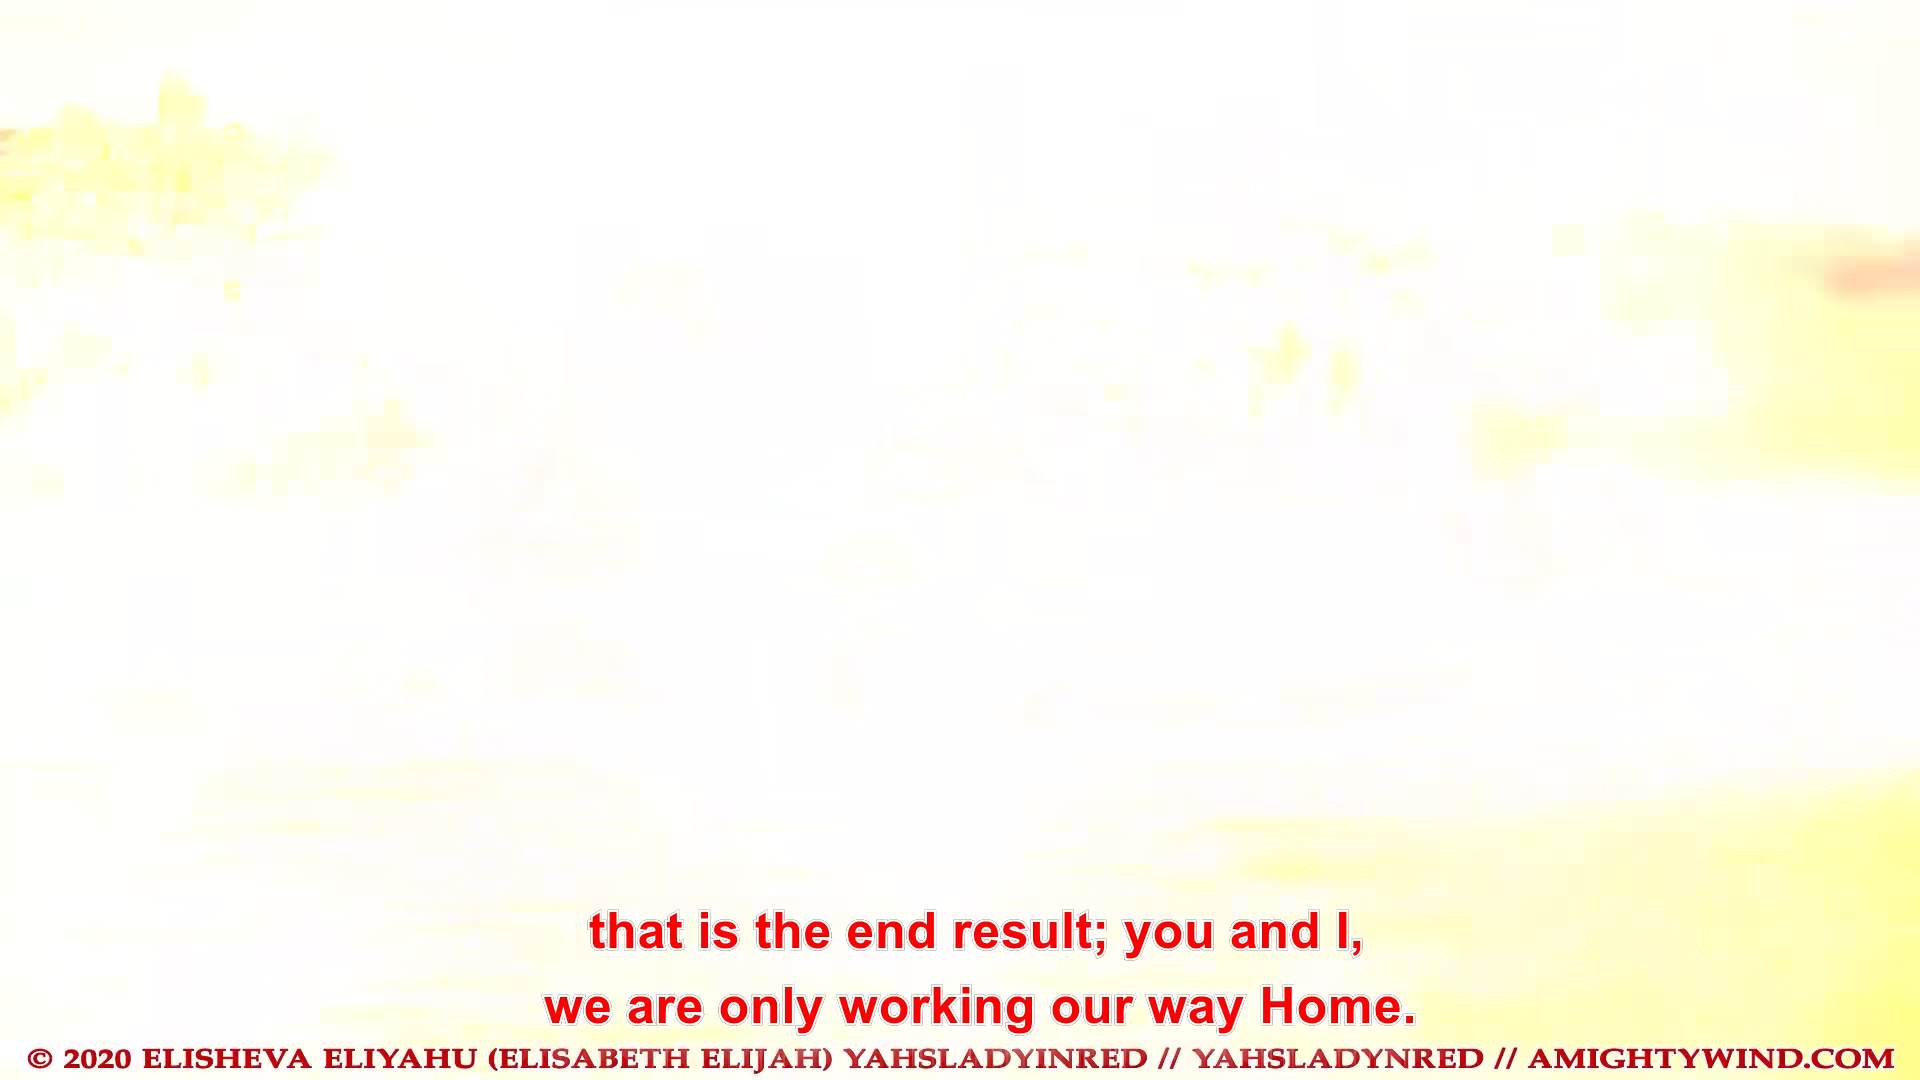 that is the end result; you and I,
we are only working our way Home.
© 2020 ELISHEVA ELIYAHU (ELISABETH ELIJAH) YAHSLADYINRED // YAHSLADYNRED // AMIGHTYWIND.COM